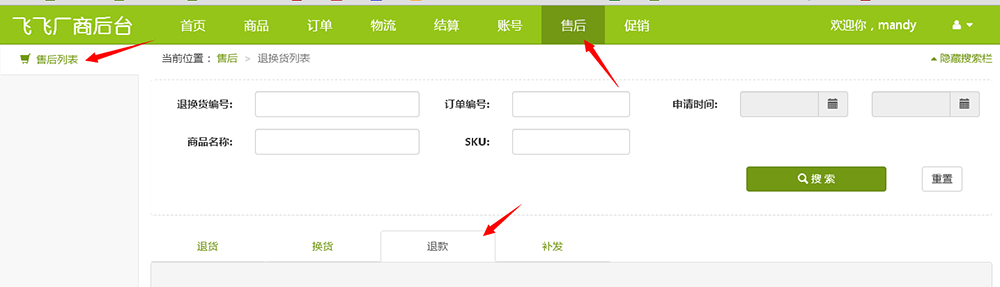 飞飞厂商后台 首页 商品 订单 物流 结算 账号 售后 促销 欢迎你，mandy
售后列表 当前位置： 售后 > 退换货列表 隐藏搜索栏
退换货编号: 订单编号: 申请时间:
商品名称: SKU:
搜 索 重置
退货 换货 退款 补发